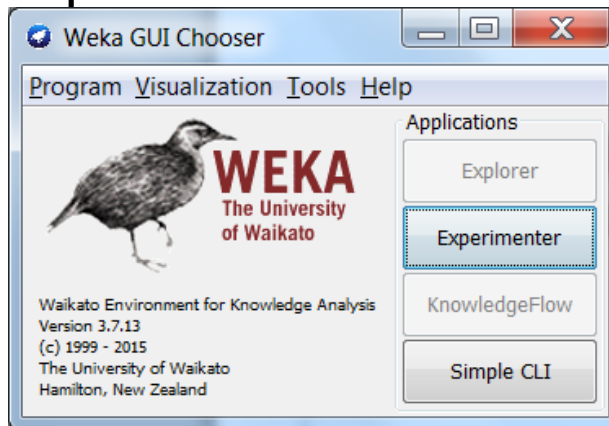 Weka GUI Chooser
Program Visualization Tools Help
WEKA
The University
of Waikato
Waikato Environment for Knowledge Analysis
Version 3.7.13
(c) 1999 - 2015
The University of Waikato
Hamilton, New Zealand
Applications
Explorer
Experimenter
KnowledgeFlow
Simple CLI